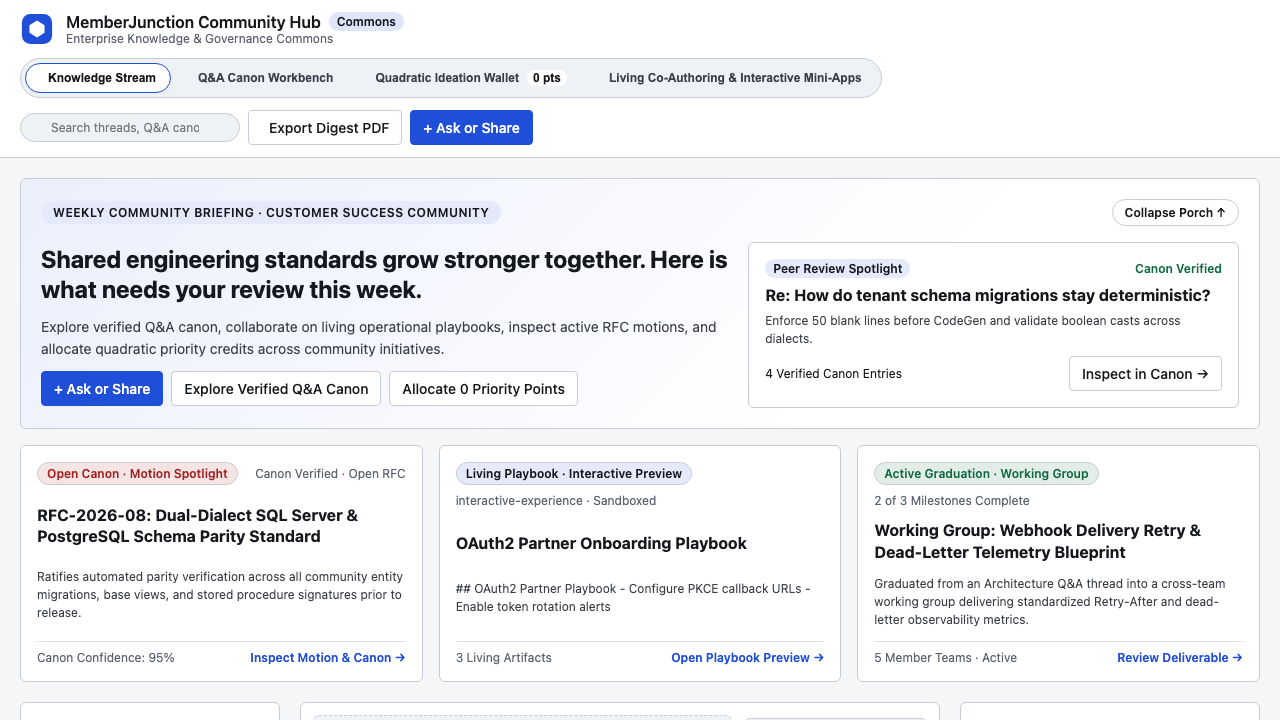 MemberJunction Community Hub Commons
Enterprise Knowledge & Governance Commons
Knowledge Stream
Q&A Canon Workbench
Quadratic Ideation Wallet 0 pts
Living Co-Authoring & Interactive Mini-Apps
Search threads, Q&A
Export Digest PDF
+ Ask or Share
WEEKLY COMMUNITY BRIEFING · CUSTOMER SUCCESS COMMUNITY
Collapse Porch ↑
Shared engineering standards grow stronger together. Here is
what needs your review this week.
Explore verified Q&A canon, collaborate on living operational playbooks, inspect active RFC motions, and
allocate quadratic priority credits across community initiatives.
+ Ask or Share
Explore Verified Q&A Canon
Allocate 0 Priority Points
Peer Review Spotlight
Canon Verified
Re: How do tenant schema migrations stay deterministic?
Enforce 50 blank lines before CodeGen and validate boolean casts across
dialects.
4 Verified Canon Entries
Inspect in Canon →
Open Canon · Motion Spotlight
Canon Verified · Open RFC
RFC-2026-08: Dual-Dialect SQL Server &
PostgreSQL Schema Parity Standard
Ratifies automated parity verification across all community entity
migrations, base views, and stored procedure signatures prior to
release.
Canon Confidence: 95%
Inspect Motion & Canon →
Living Playbook · Interactive Preview
interactive-experience · Sandboxed
OAuth2 Partner Onboarding Playbook
## OAuth2 Partner Playbook - Configure PKCE callback URLs -
Enable token rotation alerts
3 Living Artifacts
Open Playbook Preview →
Active Graduation · Working Group
2 of 3 Milestones Complete
Working Group: Webhook Delivery Retry &
Dead-Letter Telemetry Blueprint
Graduated from an Architecture Q&A thread into a cross-team
working group delivering standardized Retry-After and dead-
letter observability metrics.
5 Member Teams · Active
Review Deliverable →